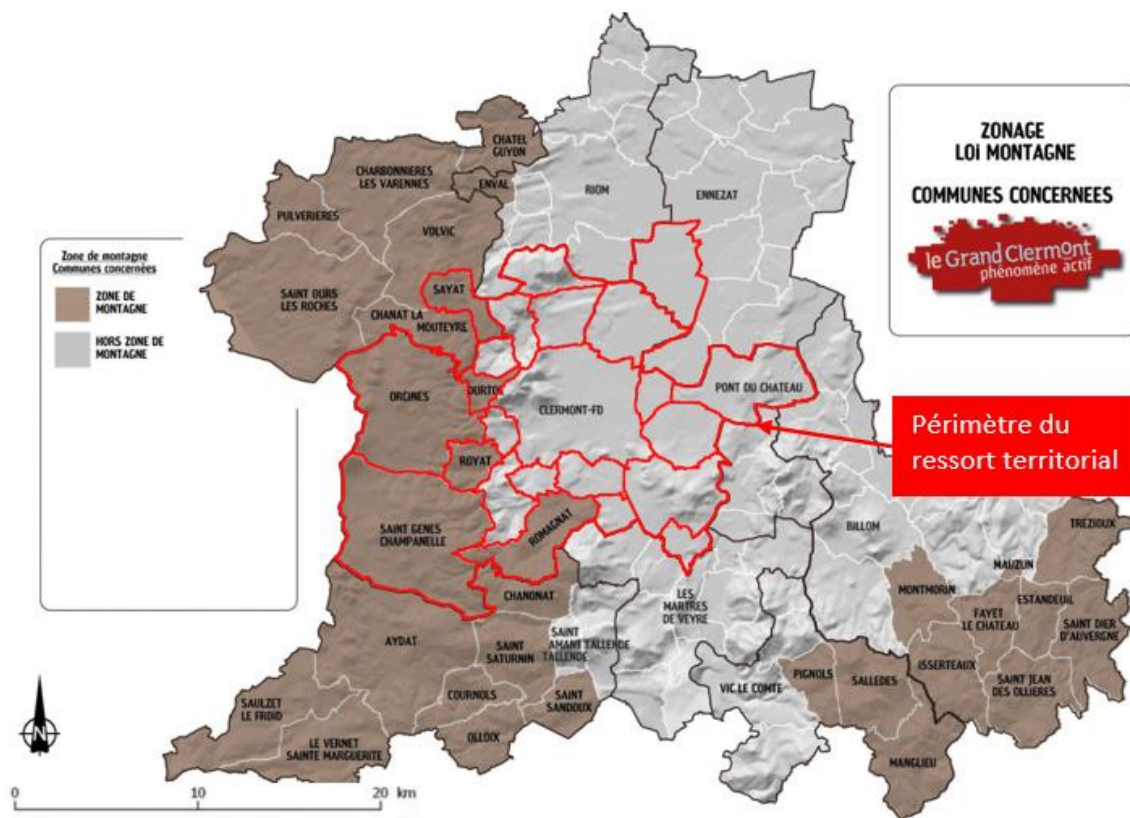 ZONAGE
LOI MONTAGNE
COMMUNES CONCERNEES
le Grand Clermont
phénomène actif
Zone de montagne
Communes concernées
ZONE DE
MONTAGNE
HORS ZONE DE
MONTAGNE
CHATEL
GUYON
CHARBONNIERES
LES VARENNES
ENVAL
RIOM
ENNEZAT
PULVERIERES
VOLVIC
SAINT OURS
LES ROCHES
SAYAT
CHANAT LA
MOUTEYRE
ORCINES
DURTOL
CLERMONT-FD
PONT DU CHATEAU
Périmètre du
ressort territorial
ROYAT
SAINT GENES
CHAMPANELLE
ROMAGNAT
BILLOM
TREZIOUX
MAUZUN
CHANONAT
LES
MARTRES
DE VEYRE
MONTMORIN
ESTANDEUIL
FAYET
LE CHATEAU
SAINT DIER
D'AUVERGNE
AYDAT
SAINT
SATURNIN
SAINT
AMANT TALLENDE
TALLENDE
ISSERTEAUX
PIGNOLS
SALLEDES
SAINT JEAN
DES OLLIERES
COURNOLS
SAINT
SANDOUX
VIC LE COMTE
SAULZET
LE FROID
OLLOIX
LE VERNET
SAINTE MARGUERITE
MANGLIEU
N
0 10 20 km